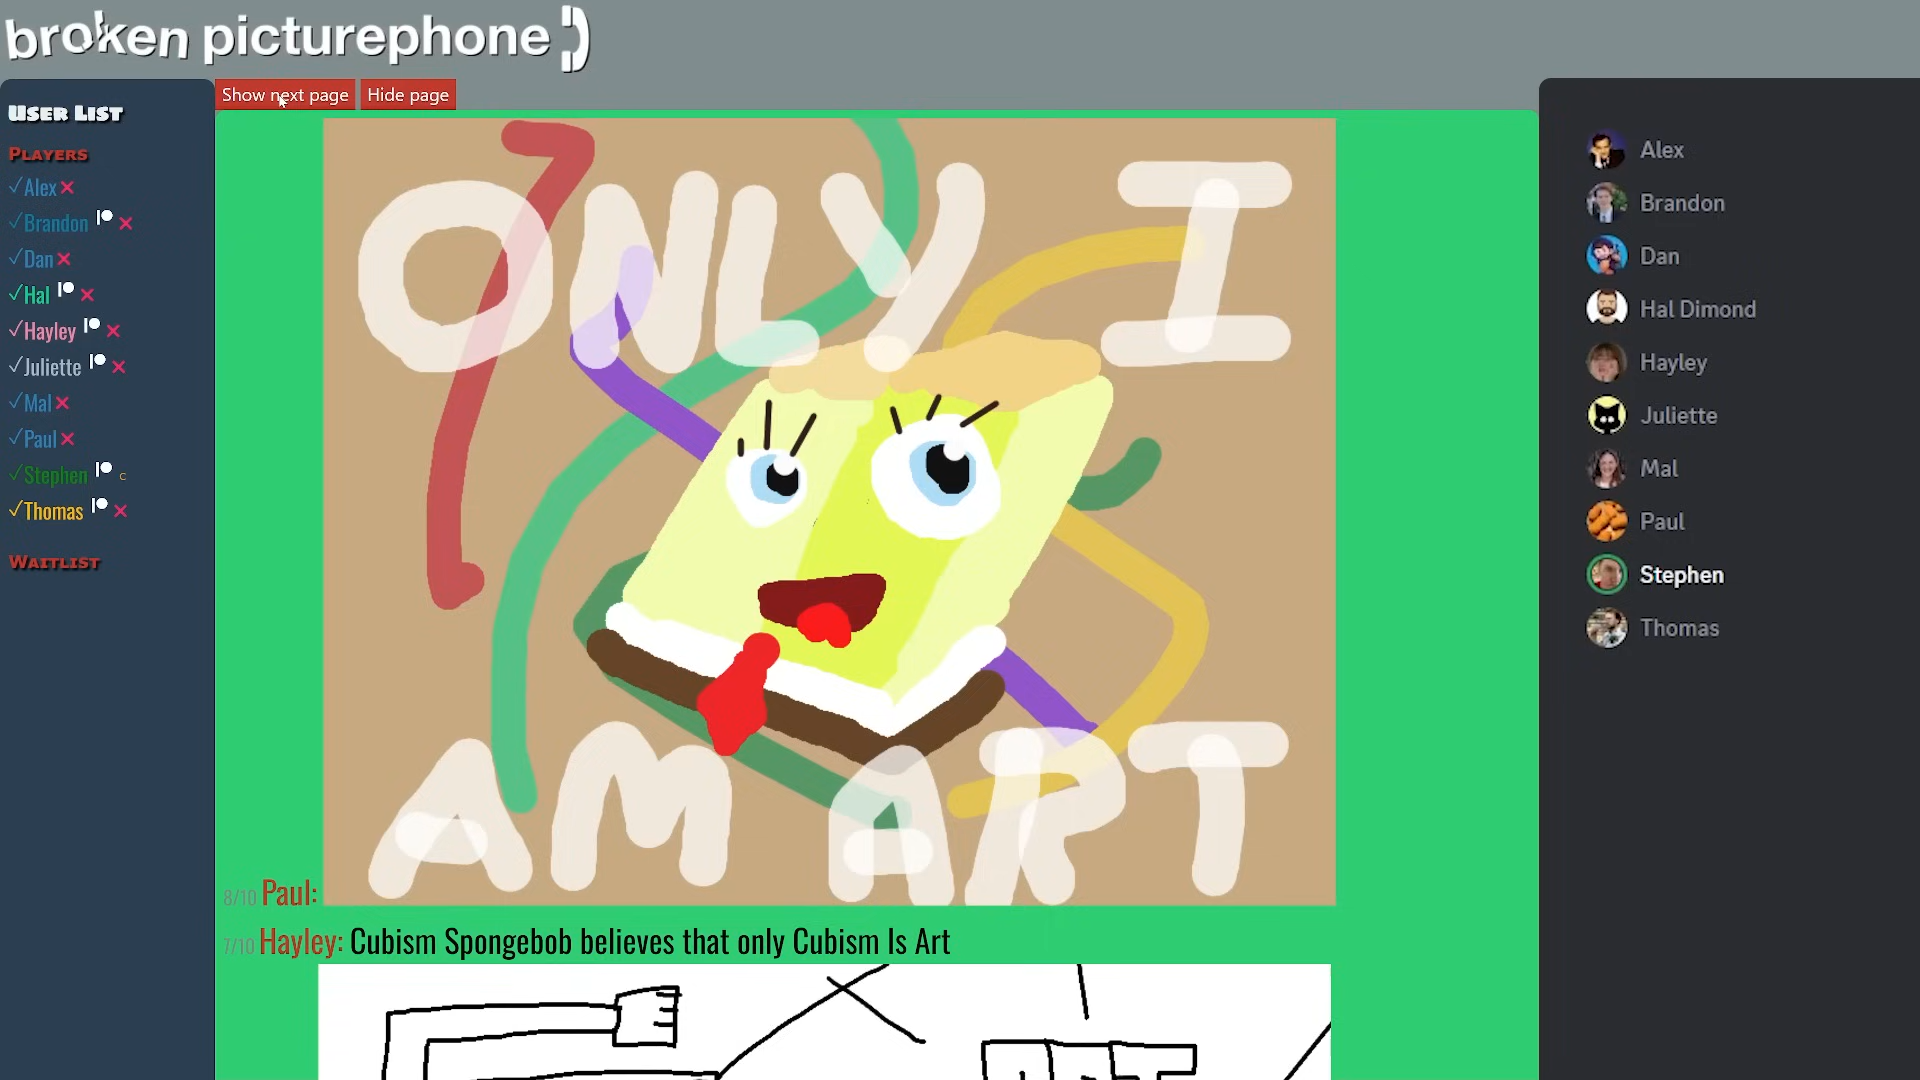 broken picturephone ;)
Show next page Hide page
User List
Players
✓Alex ✕
✓Brandon ✕
✓Dan ✕
✓Hal ✕
✓Hayley ✕
✓Juliette ✕
✓Mal ✕
✓Paul ✕
✓Stephen c
✓Thomas ✕
Waitlist
ONLY I
AM ART
8/10 Paul:
7/10 Hayley: Cubism Spongebob believes that only Cubism Is Art
Alex
Brandon
Dan
Hal Dimond
Hayley
Juliette
Mal
Paul
Stephen
Thomas